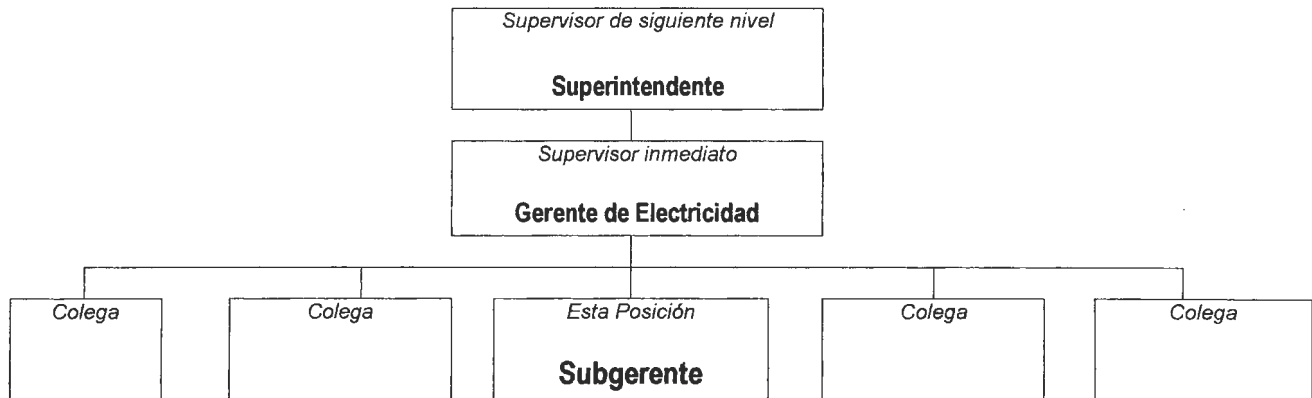 Supervisor de siguiente nivel
Superintendente
Supervisor inmediato
Gerente de Electricidad
Colega
Colega
Esta Posición
Colega
Colega
Subgerente